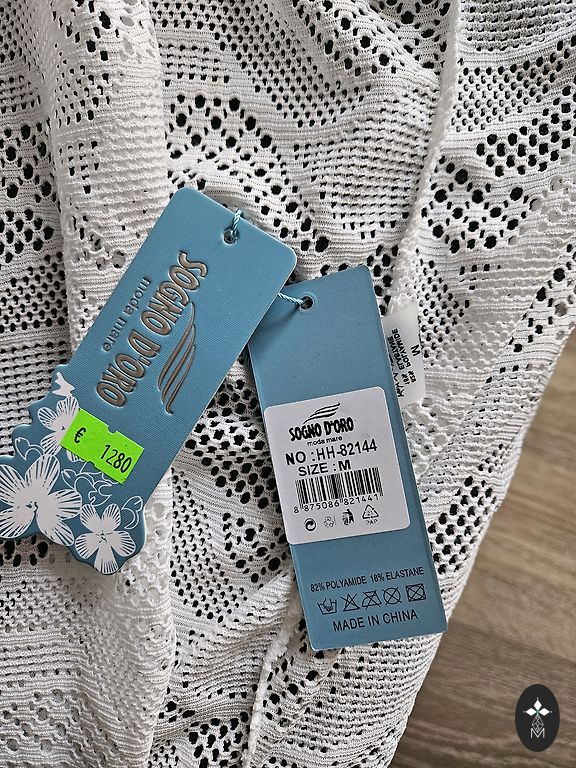 SOGNO D'ORO
moda mare
€ 1280
M
SOGNO D'ORO
moda mare
NO :HH-82144
SIZE : M
8 875086 821441
PAP
82% POLYAMIDE 18% ELASTANE
MADE IN CHINA
M